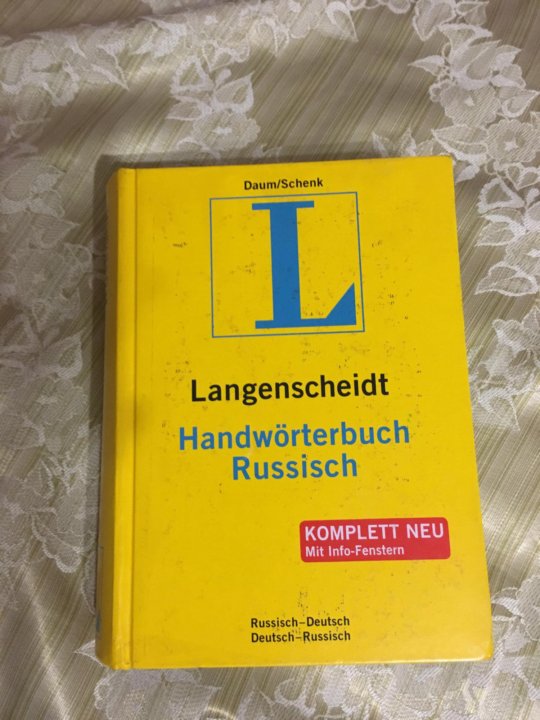 Daum/Schenk
L
Langenscheidt
Handwörterbuch
Russisch
KOMPLETT NEU
Mit Info-Fenstern
Russisch–Deutsch
Deutsch–Russisch